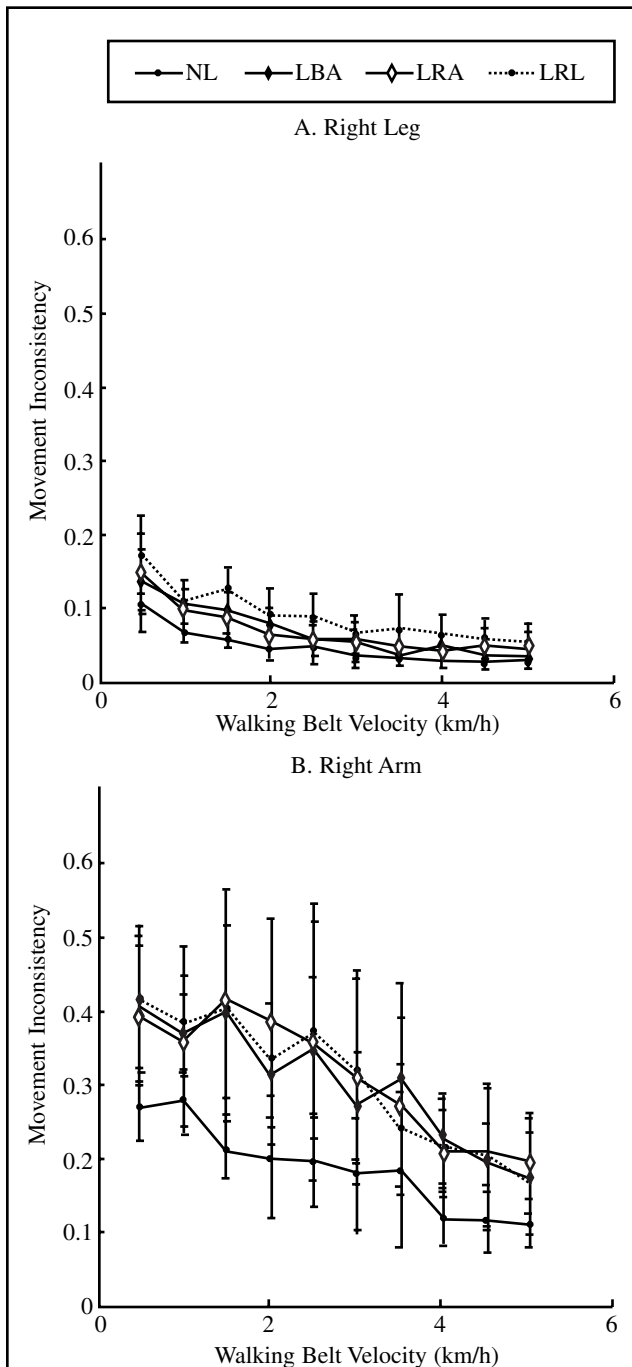 NL LBA LRA LRL
A. Right Leg
Movement Inconsistency
0.6
0.5
0.4
0.3
0.2
0.1
0
0 2 4 6
Walking Belt Velocity (km/h)
B. Right Arm
Movement Inconsistency
0.6
0.5
0.4
0.3
0.2
0.1
0
0 2 4 6
Walking Belt Velocity (km/h)